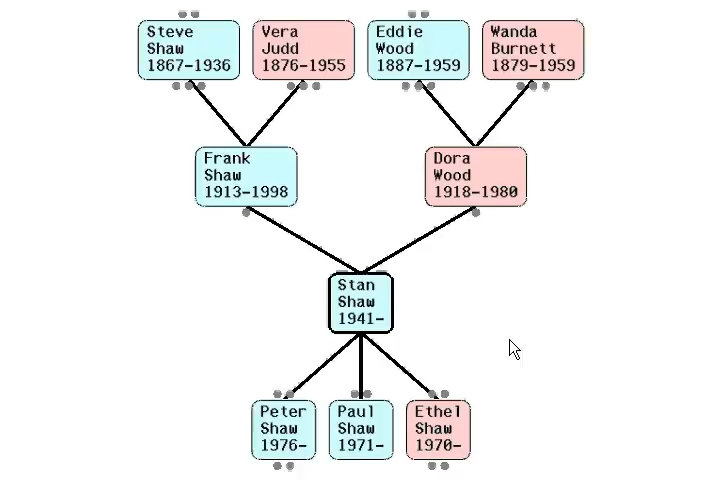 Steve
Shaw
1867-1936
Vera
Judd
1876-1955
Eddie
Wood
1887-1959
Wanda
Burnett
1879-1959
Frank
Shaw
1913-1998
Dora
Wood
1918-1980
Stan
Shaw
1941-
Peter
Shaw
1976-
Paul
Shaw
1971-
Ethel
Shaw
1970-